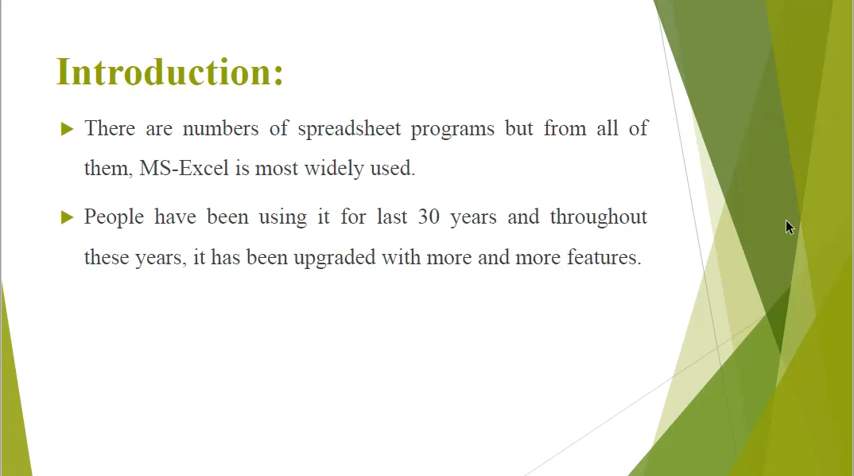 Introduction:
There are numbers of spreadsheet programs but from all of
them, MS-Excel is most widely used.
People have been using it for last 30 years and throughout
these years, it has been upgraded with more and more features.